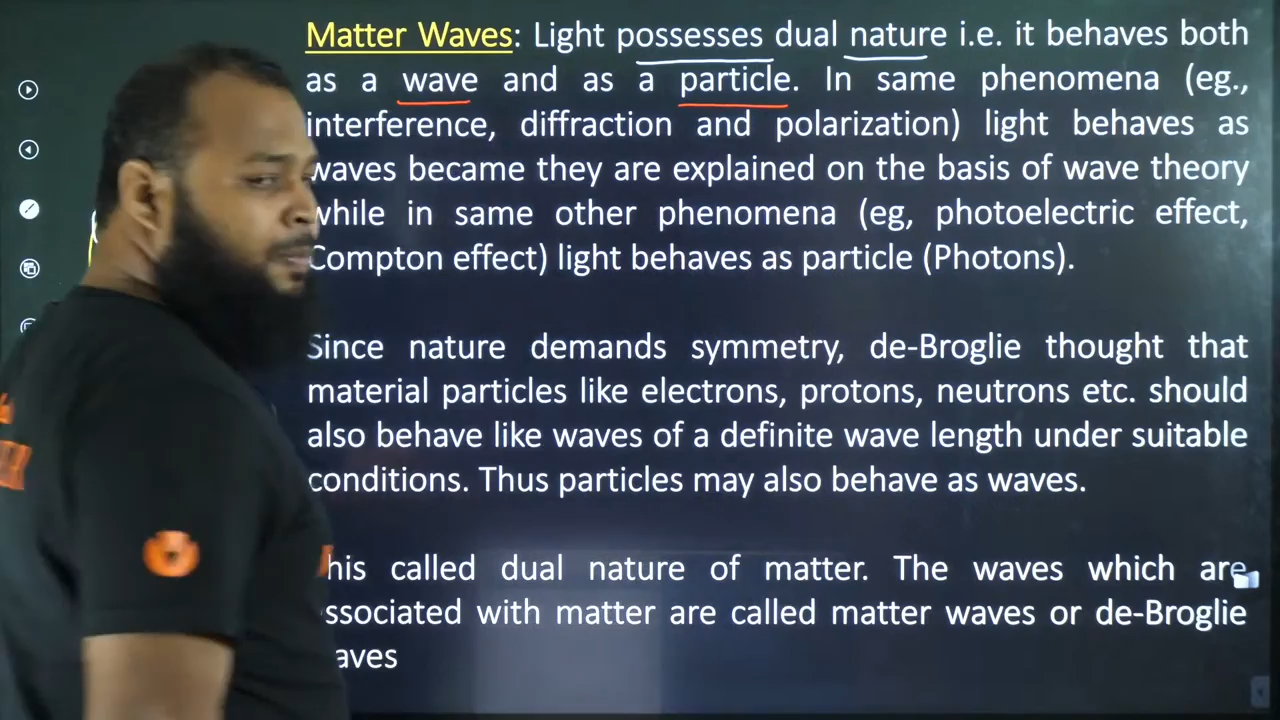 Matter Waves: Light possesses dual nature i.e. it behaves both
as a wave and as a particle. In same phenomena (eg.,
interference, diffraction and polarization) light behaves as
waves became they are explained on the basis of wave theory
while in same other phenomena (eg, photoelectric effect,
Compton effect) light behaves as particle (Photons).
Since nature demands symmetry, de-Broglie thought that
material particles like electrons, protons, neutrons etc. should
also behave like waves of a definite wave length under suitable
conditions. Thus particles may also behave as waves.
his called dual nature of matter. The waves which are
ssociated with matter are called matter waves or de-Broglie
aves